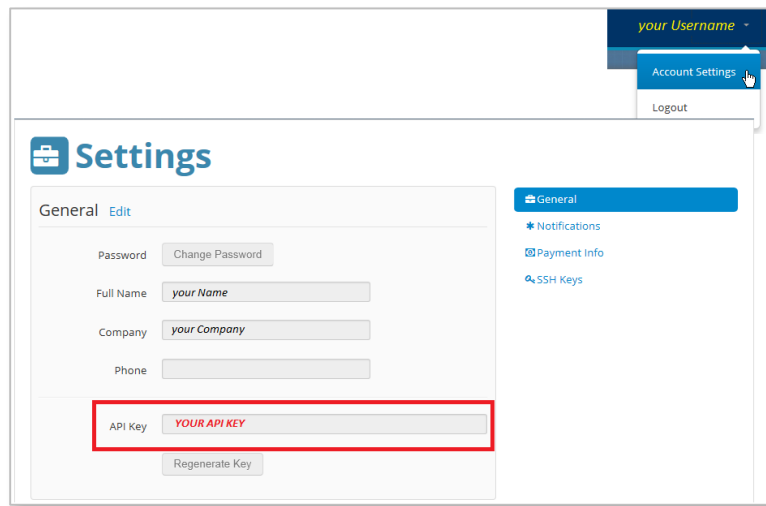 your Username
Account Settings
Logout
Settings
General Edit
Password Change Password
Full Name your Name
Company your Company
Phone
API Key YOUR API KEY
Regenerate Key
General
Notifications
Payment Info
SSH Keys